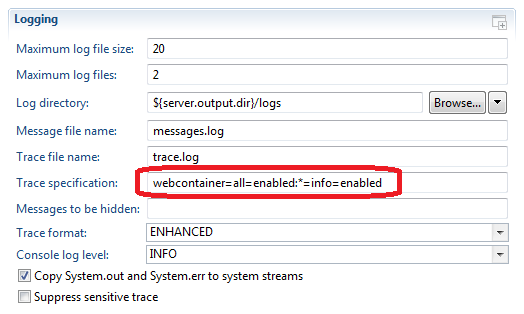 Logging
Maximum log file size: 20
Maximum log files: 2
Log directory: ${server.output.dir}/logs Browse...
Message file name: messages.log
Trace file name: trace.log
Trace specification: webcontainer=all=enabled:*=info=enabled
Messages to be hidden:
Trace format: ENHANCED
Console log level: INFO
Copy System.out and System.err to system streams
Suppress sensitive trace